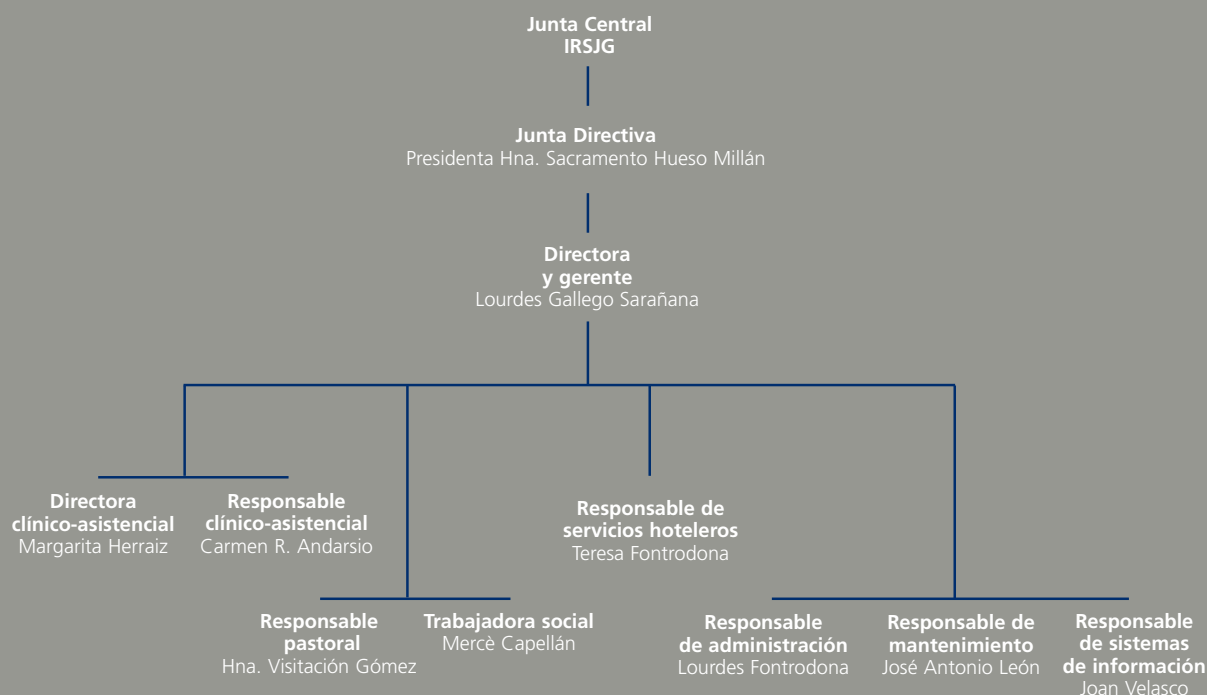 Junta Central
IRSJG
Junta Directiva
Presidenta Hna. Sacramento Hueso Millán
Directora
y gerente
Lourdes Gallego Sarañana
Directora
clínico-asistencial
Margarita Herraiz
Responsable
clínico-asistencial
Carmen R. Andarsio
Responsable de
servicios hoteleros
Teresa Fontrodona
Responsable
pastoral
Hna. Visitación Gómez
Trabajadora social
Mercè Capellán
Responsable
de administración
Lourdes Fontrodona
Responsable de
mantenimiento
José Antonio León
Responsable
de sistemas
de información
Joan Velasco